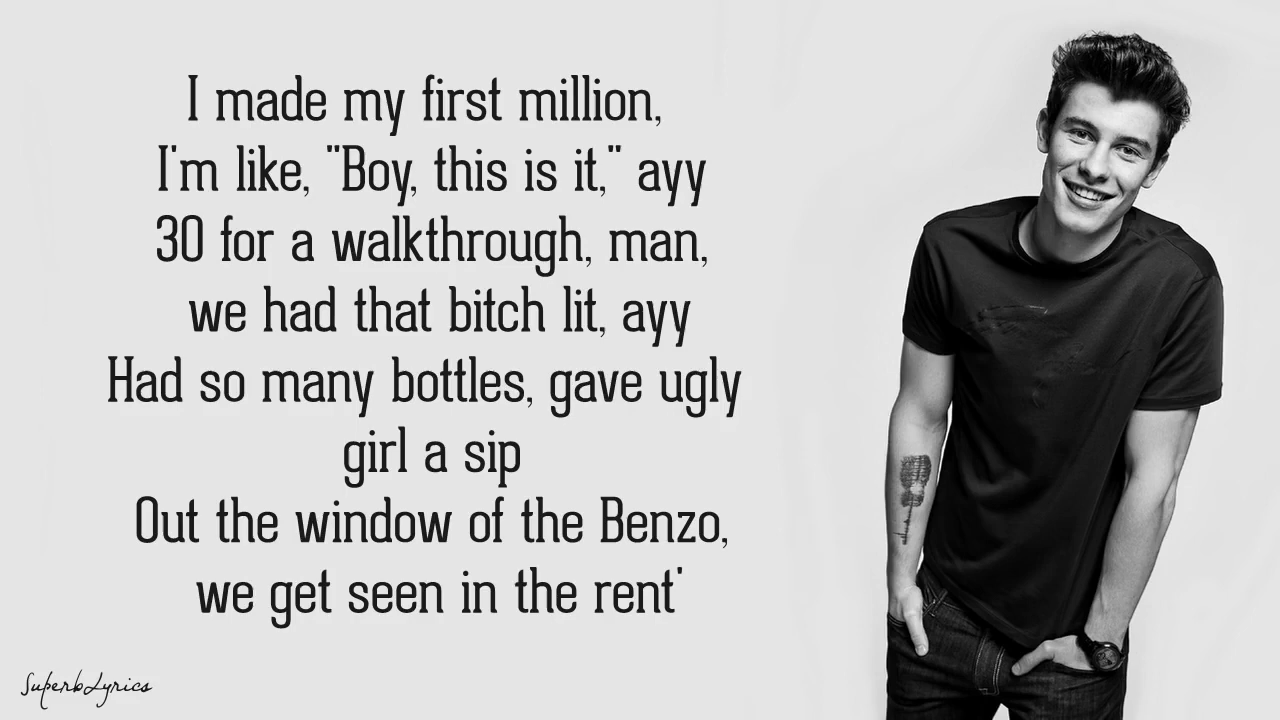 I made my first million,
I'm like, "Boy, this is it," ayy
30 for a walkthrough, man,
we had that bitch lit, ayy
Had so many bottles, gave ugly
girl a sip
Out the window of the Benzo,
we get seen in the rent'
SuperbLyrics